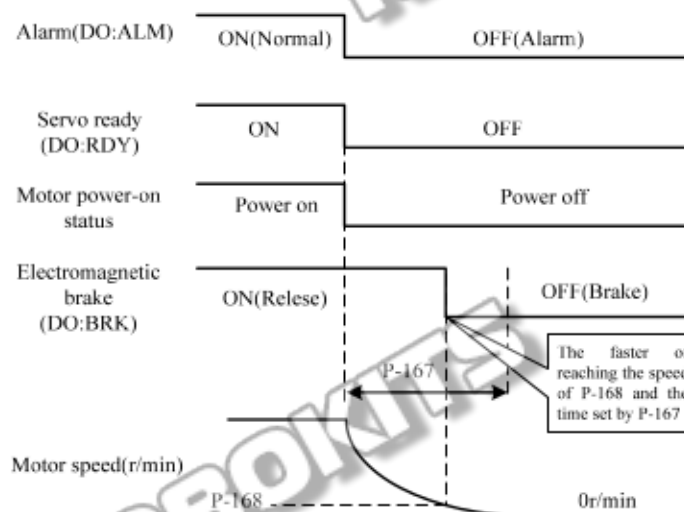 Alarm(DO:ALM)
ON(Normal)
OFF(Alarm)
Servo ready
(DO:RDY)
ON
OFF
Motor power-on
status
Power on
Power off
Electromagnetic
brake
(DO:BRK)
ON(Relese)
OFF(Brake)
The faster o
reaching the speed
of P-168 and the
time set by P-167
P-167
Motor speed(r/min)
P-168
0r/min